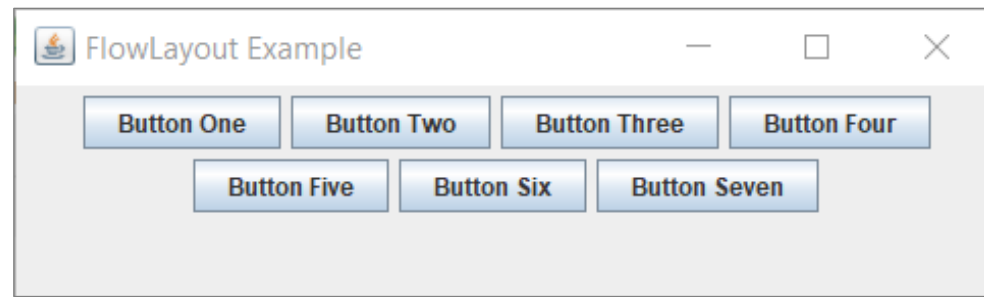 FlowLayout Example
Button One Button Two Button Three Button Four
Button Five Button Six Button Seven